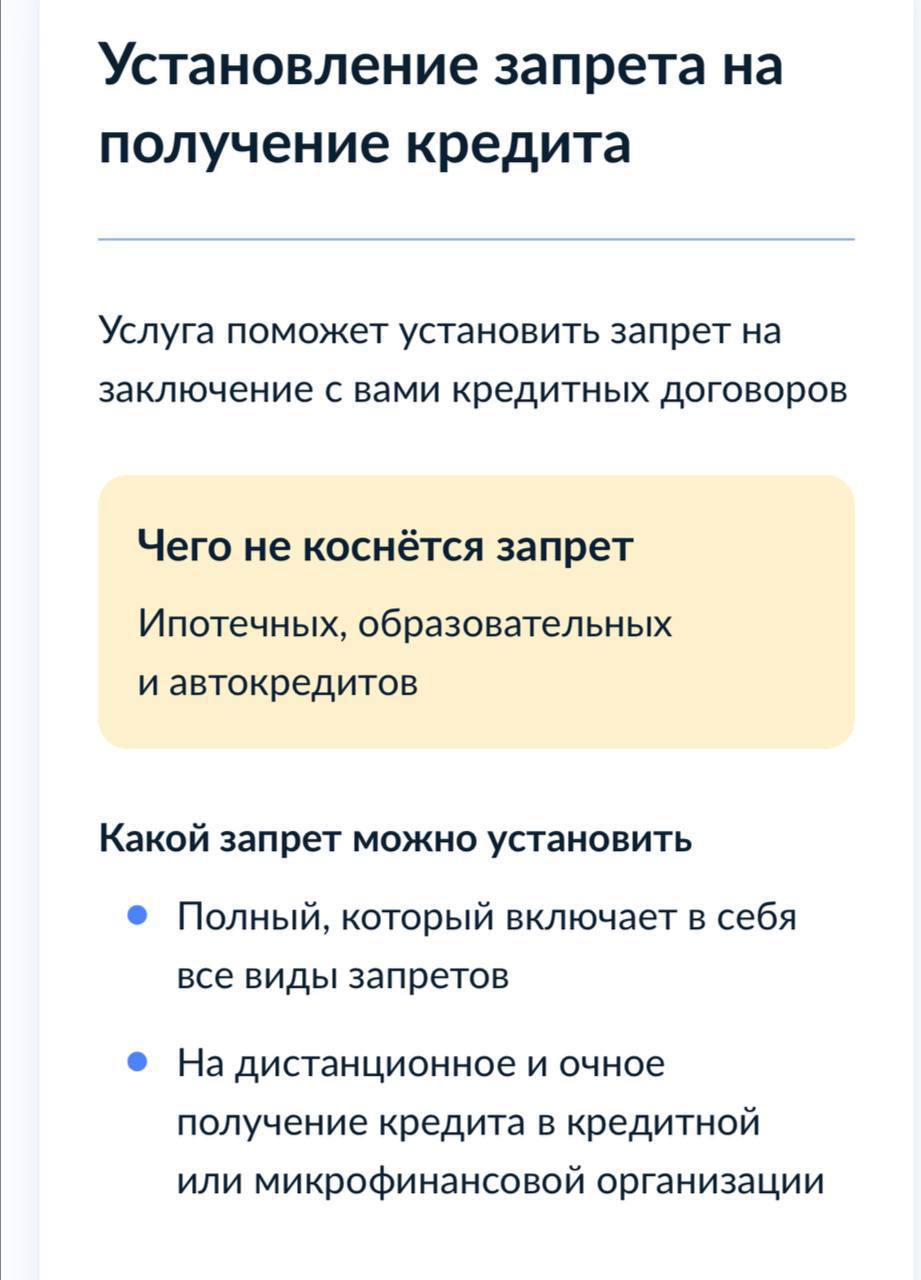 Установление запрета на
получение кредита
Услуга поможет установить запрет на
заключение с вами кредитных договоров
Чего не коснётся запрет
Ипотечных, образовательных
и автокредитов
Какой запрет можно установить
Полный, который включает в себя
все виды запретов
На дистанционное и очное
получение кредита в кредитной
или микрофинансовой организации